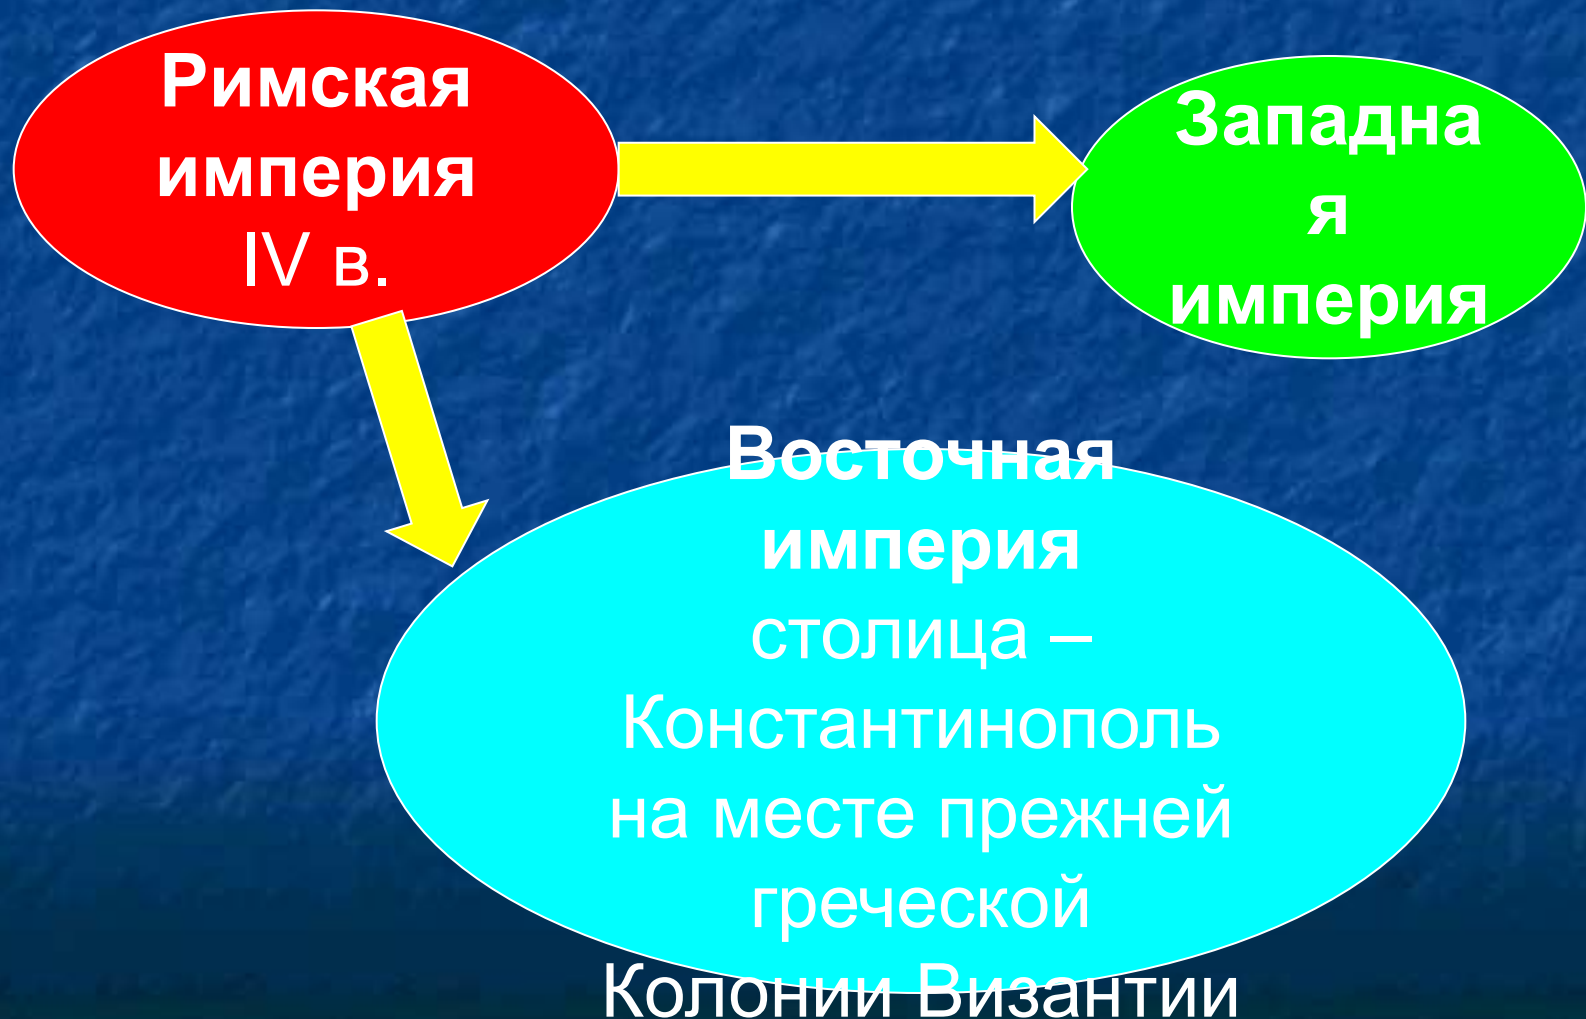 Римская
империя
IV в.
Западна
я
империя
Восточная
империя
столица –
Константинополь
на месте прежней
греческой
Колонии Византии